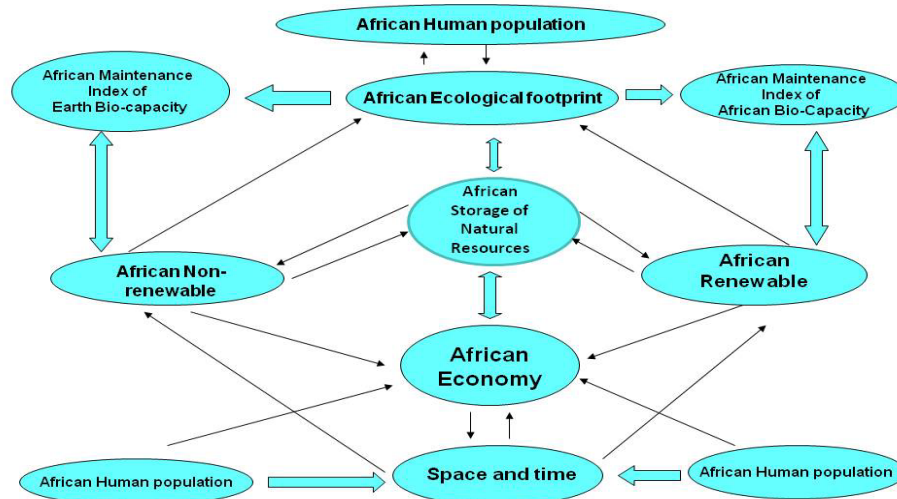 African Human population
African Maintenance
Index of
Earth Bio-capacity
African Ecological footprint
African Maintenance
Index of
African Bio-Capacity
African
Storage of
Natural
Resources
African Non-
renewable
African
Renewable
African
Economy
African Human population
Space and time
African Human population